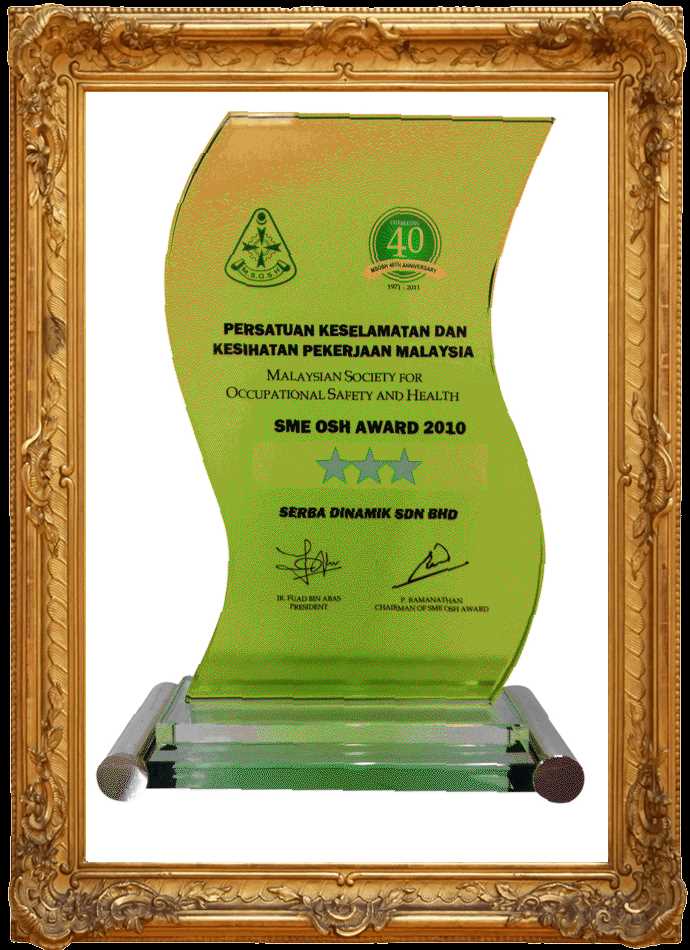 M.S.O.S.H
CELEBRATING
40
MSOSH 40TH ANNIVERSARY
1971 - 2011
PERSATUAN KESELAMATAN DAN
KESIHATAN PEKERJAAN MALAYSIA
MALAYSIAN SOCIETY FOR
OCCUPATIONAL SAFETY AND HEALTH
SME OSH AWARD 2010
SERBA DINAMIK SDN BHD
IR. FUAD BIN ABAS
PRESIDENT
P. RAMANATHAN
CHAIRMAN OF SME OSH AWARD